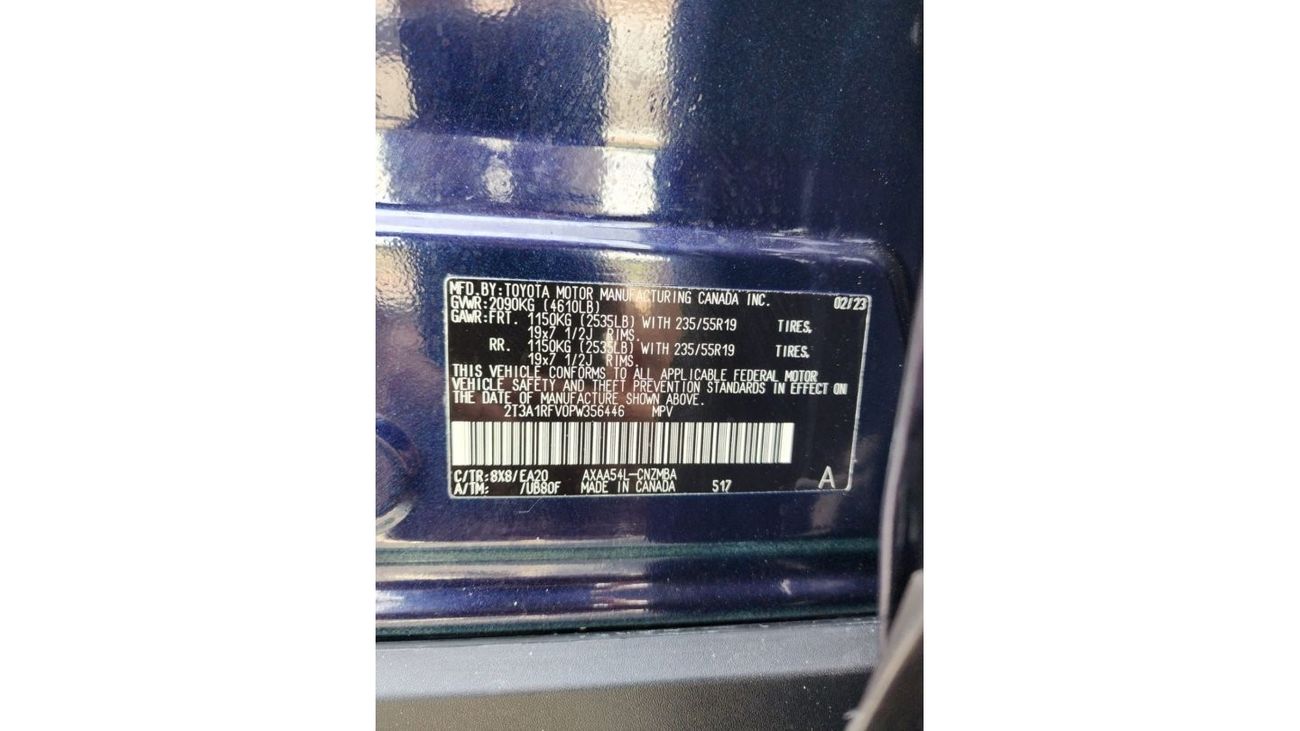 MFD.BY:TOYOTA MOTOR MANUFACTURING CANADA INC. 02/23
GVWR:2090KG (4610LB)
GAWR:FRT. 1150KG (2535LB) WITH 235/55R19 TIRES,
19x7 1/2J RIMS.
RR. 1150KG (2535LB) WITH 235/55R19 TIRES,
19x7 1/2J RIMS.
THIS VEHICLE CONFORMS TO ALL APPLICABLE FEDERAL MOTOR
VEHICLE SAFETY AND THEFT PREVENTION STANDARDS IN EFFECT ON
THE DATE OF MANUFACTURE SHOWN ABOVE.
2T3A1RFV0PW356446 MPV
C/TR:8X8/EA20 AXAA54L-CNZMBA A
A/TM: /UB80F MADE IN CANADA 517